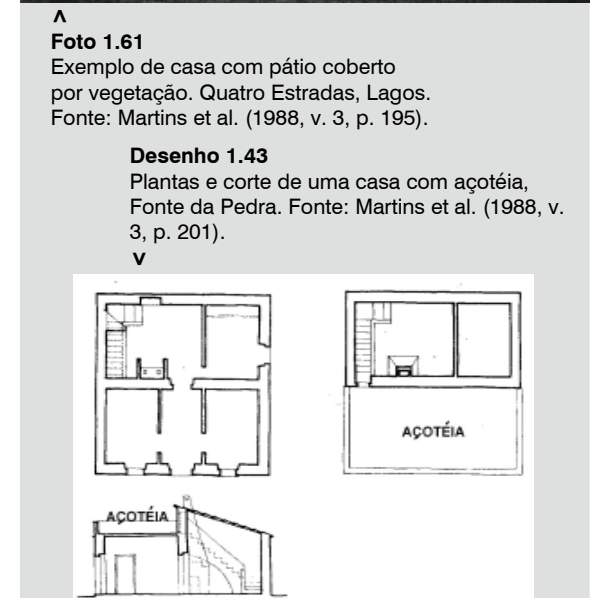 Foto 1.61
Exemplo de casa com pátio coberto
por vegetação. Quatro Estradas, Lagos.
Fonte: Martins et al. (1988, v. 3, p. 195).
Desenho 1.43
Plantas e corte de uma casa com açotéia,
Fonte da Pedra. Fonte: Martins et al. (1988, v.
3, p. 201).
AÇOTÉIA
AÇOTÉIA